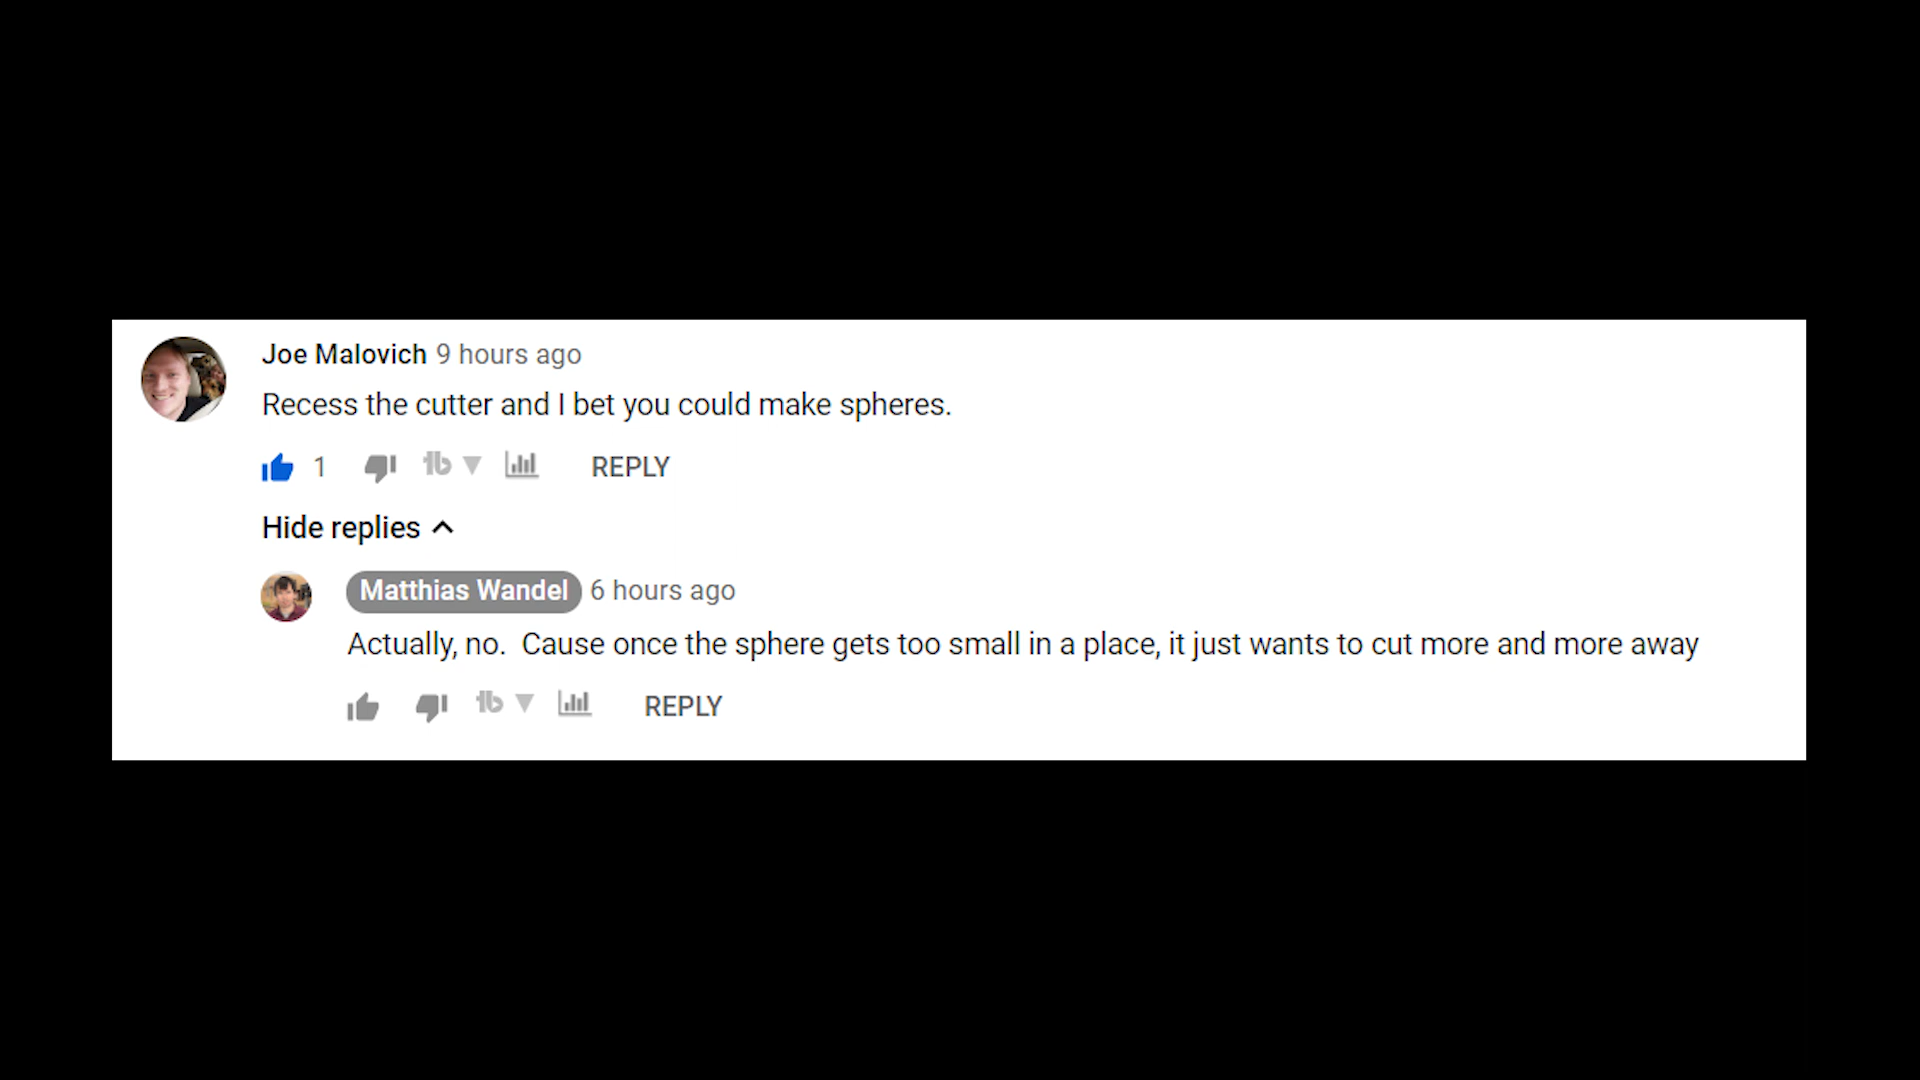 Joe Malovich 9 hours ago
Recess the cutter and I bet you could make spheres.
1 REPLY
Hide replies
Matthias Wandel 6 hours ago
Actually, no.  Cause once the sphere gets too small in a place, it just wants to cut more and more away
REPLY